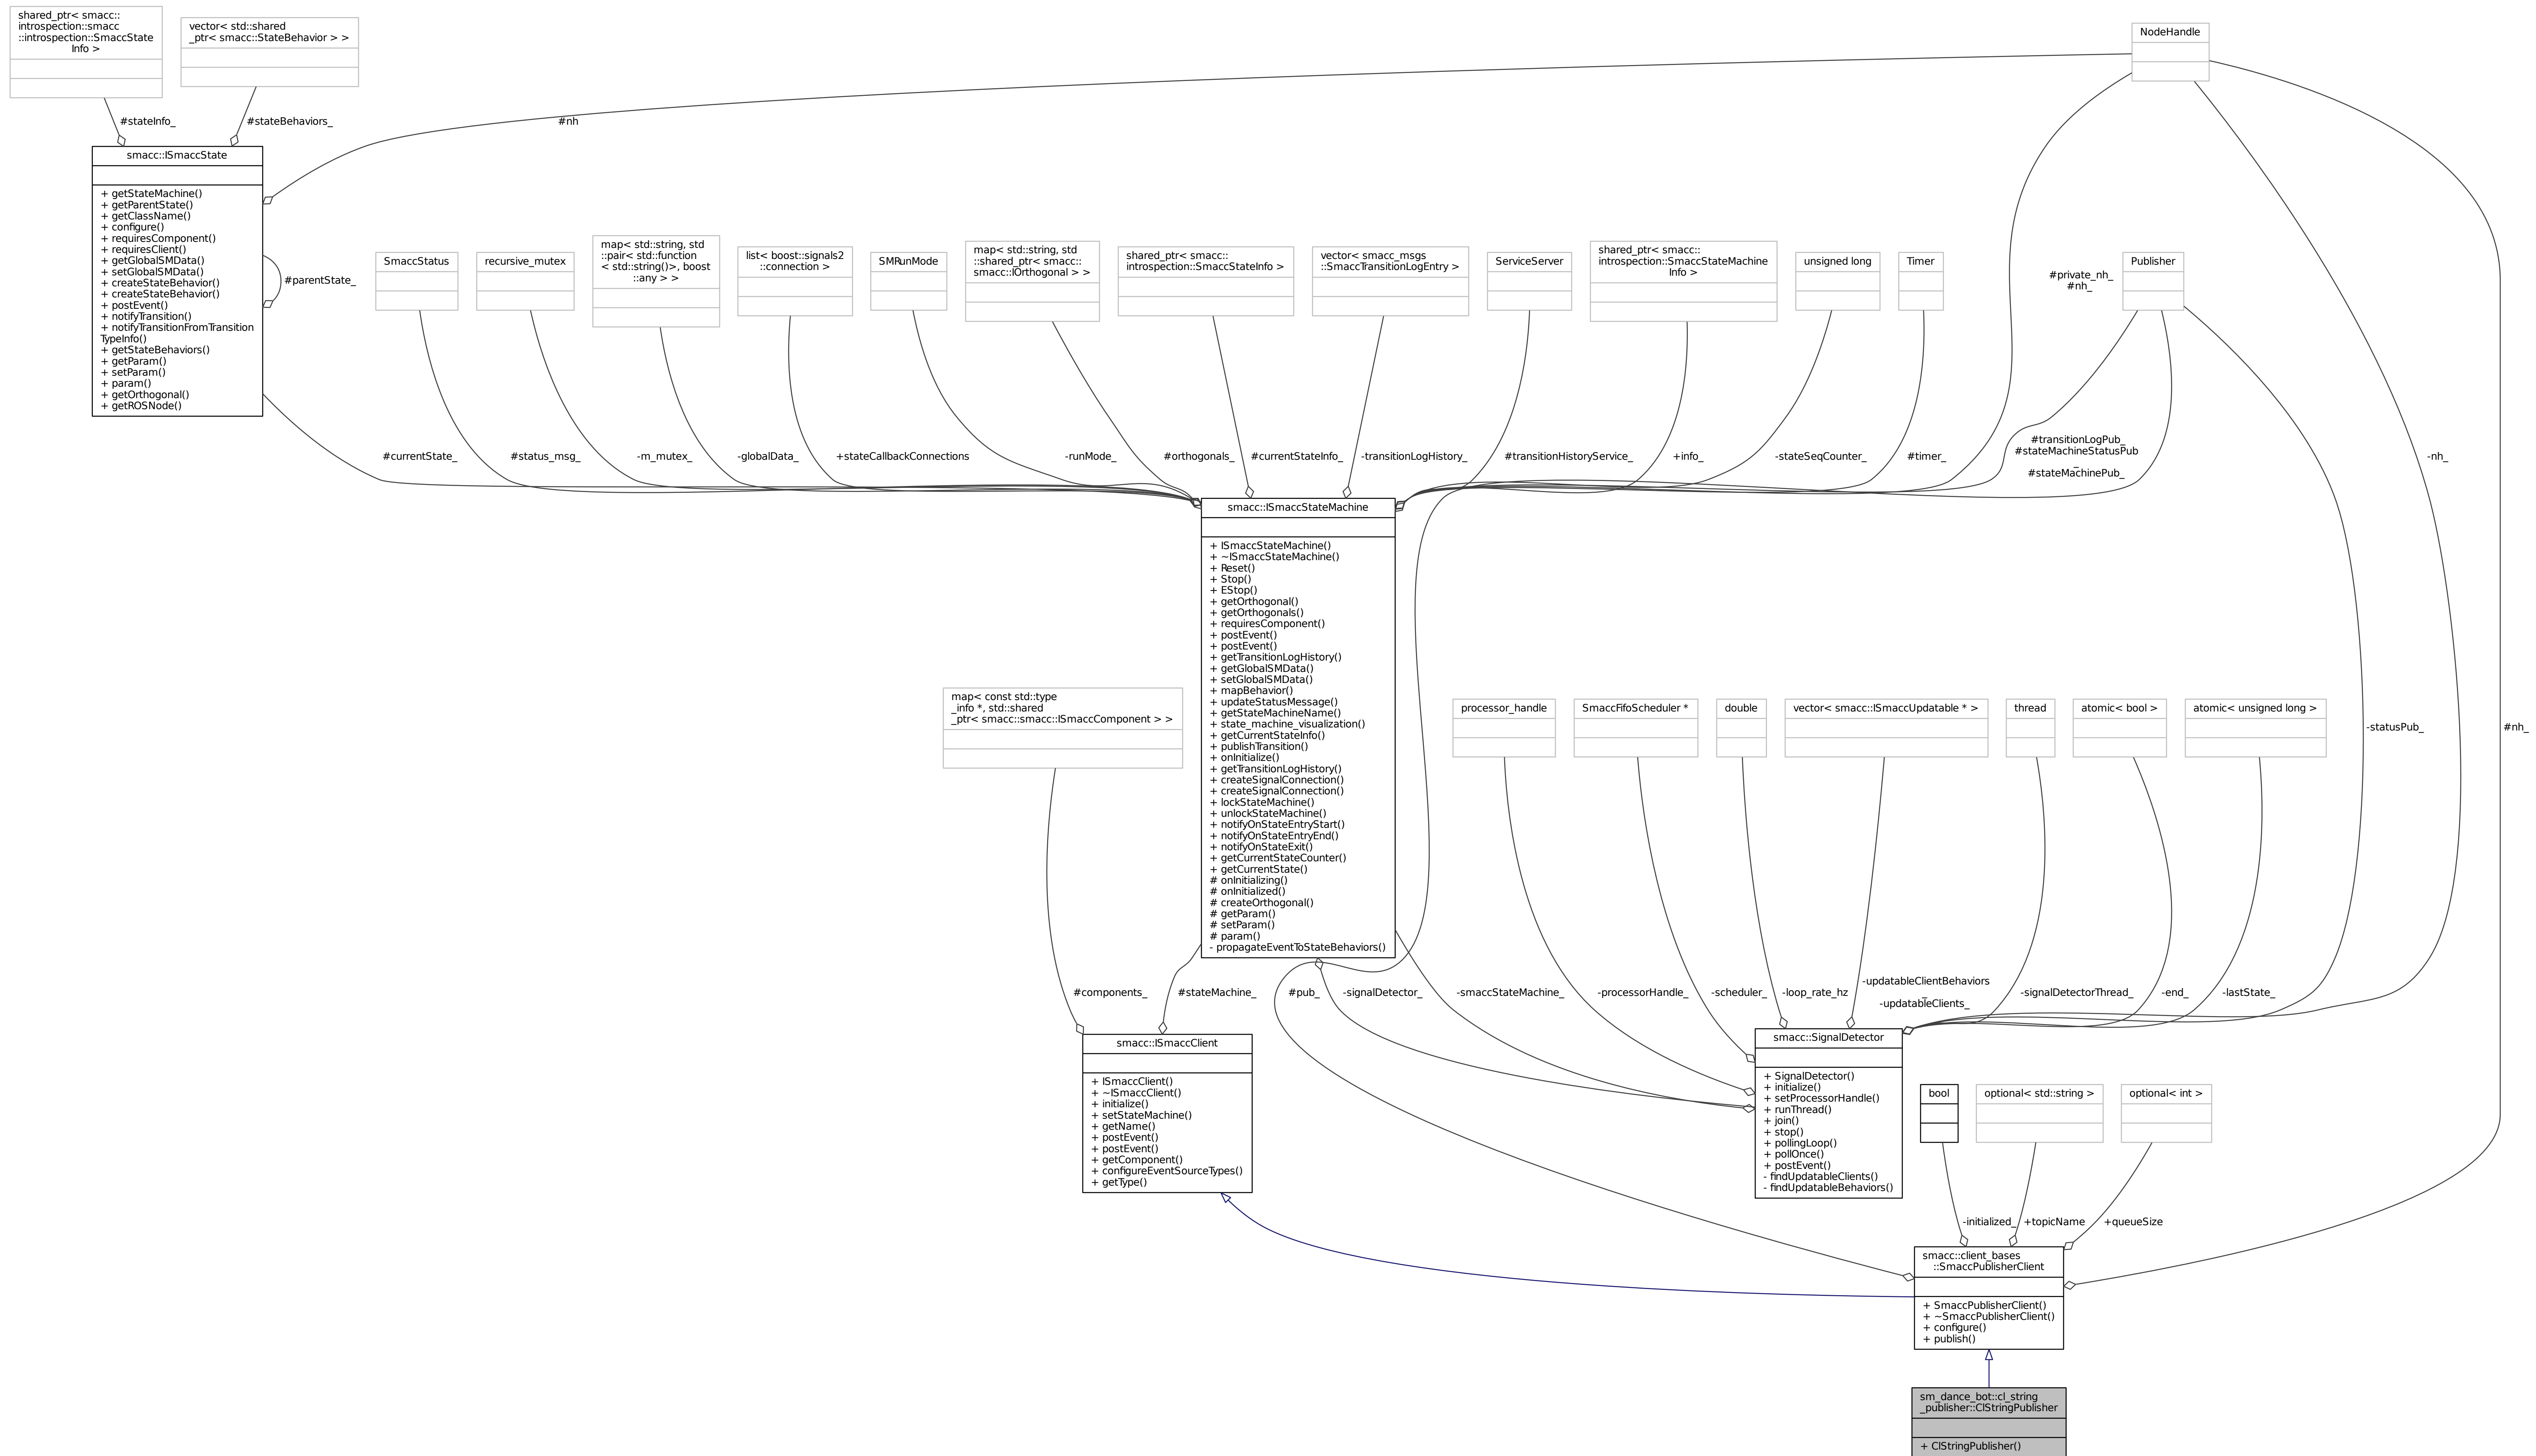 shared_ptr< smacc::
introspection::smacc
::introspection::SmaccState
Info >
vector< std::shared
_ptr< smacc::StateBehavior > >
NodeHandle
#stateInfo_
#stateBehaviors_
#nh
smacc::ISmaccState
+ getStateMachine()
+ getParentState()
+ getClassName()
+ configure()
+ requiresComponent()
+ requiresClient()
+ getGlobalSMData()
+ setGlobalSMData()
+ createStateBehavior()
+ createStateBehavior()
+ postEvent()
+ notifyTransition()
+ notifyTransitionFromTransition
TypeInfo()
+ getStateBehaviors()
+ getParam()
+ setParam()
+ param()
+ getOrthogonal()
+ getROSNode()
#parentState_
SmaccStatus
recursive_mutex
map< std::string, std
::pair< std::function
< std::string()>, boost
::any > >
list< boost::signals2
::connection >
SMRunMode
map< std::string, std
::shared_ptr< smacc::
smacc::IOrthogonal > >
shared_ptr< smacc::
introspection::SmaccStateInfo >
vector< smacc_msgs
::SmaccTransitionLogEntry >
ServiceServer
shared_ptr< smacc::
introspection::SmaccStateMachine
Info >
unsigned long
Timer
#private_nh_
#nh_
Publisher
#currentState_
#status_msg_
-m_mutex_
-globalData_
+stateCallbackConnections
-runMode_
#orthogonals_
#currentStateInfo_
-transitionLogHistory_
#transitionHistoryService_
+info_
-stateSeqCounter_
#timer_
#transitionLogPub_
#stateMachineStatusPub
_
#stateMachinePub_
-nh_
smacc::ISmaccStateMachine
+ ISmaccStateMachine()
+ ~ISmaccStateMachine()
+ Reset()
+ Stop()
+ EStop()
+ getOrthogonal()
+ getOrthogonals()
+ requiresComponent()
+ postEvent()
+ postEvent()
+ getTransitionLogHistory()
+ getGlobalSMData()
+ setGlobalSMData()
+ mapBehavior()
+ updateStatusMessage()
+ getStateMachineName()
+ state_machine_visualization()
+ getCurrentStateInfo()
+ publishTransition()
+ onInitialize()
+ getTransitionLogHistory()
+ createSignalConnection()
+ createSignalConnection()
+ lockStateMachine()
+ unlockStateMachine()
+ notifyOnStateEntryStart()
+ notifyOnStateEntryEnd()
+ notifyOnStateExit()
+ getCurrentStateCounter()
+ getCurrentState()
# onInitializing()
# onInitialized()
# createOrthogonal()
# getParam()
# setParam()
# param()
- propagateEventToStateBehaviors()
map< const std::type
_info *, std::shared
_ptr< smacc::smacc::ISmaccComponent > >
processor_handle
SmaccFifoScheduler *
double
vector< smacc::ISmaccUpdatable * >
thread
atomic< bool >
atomic< unsigned long >
-statusPub_
#nh_
#components_
#stateMachine_
#pub_
-signalDetector_
-smaccStateMachine_
-processorHandle_
-scheduler_
-loop_rate_hz
-updatableClientBehaviors
_
-updatableClients_
-signalDetectorThread_
-end_
-lastState_
smacc::ISmaccClient
+ ISmaccClient()
+ ~ISmaccClient()
+ initialize()
+ setStateMachine()
+ getName()
+ postEvent()
+ postEvent()
+ getComponent()
+ configureEventSourceTypes()
+ getType()
smacc::SignalDetector
+ SignalDetector()
+ initialize()
+ setProcessorHandle()
+ runThread()
+ join()
+ stop()
+ pollingLoop()
+ pollOnce()
+ postEvent()
- findUpdatableClients()
- findUpdatableBehaviors()
bool
optional< std::string >
optional< int >
-initialized_
+topicName
+queueSize
smacc::client_bases
::SmaccPublisherClient
+ SmaccPublisherClient()
+ ~SmaccPublisherClient()
+ configure()
+ publish()
sm_dance_bot::cl_string
_publisher::ClStringPublisher
+ ClStringPublisher()